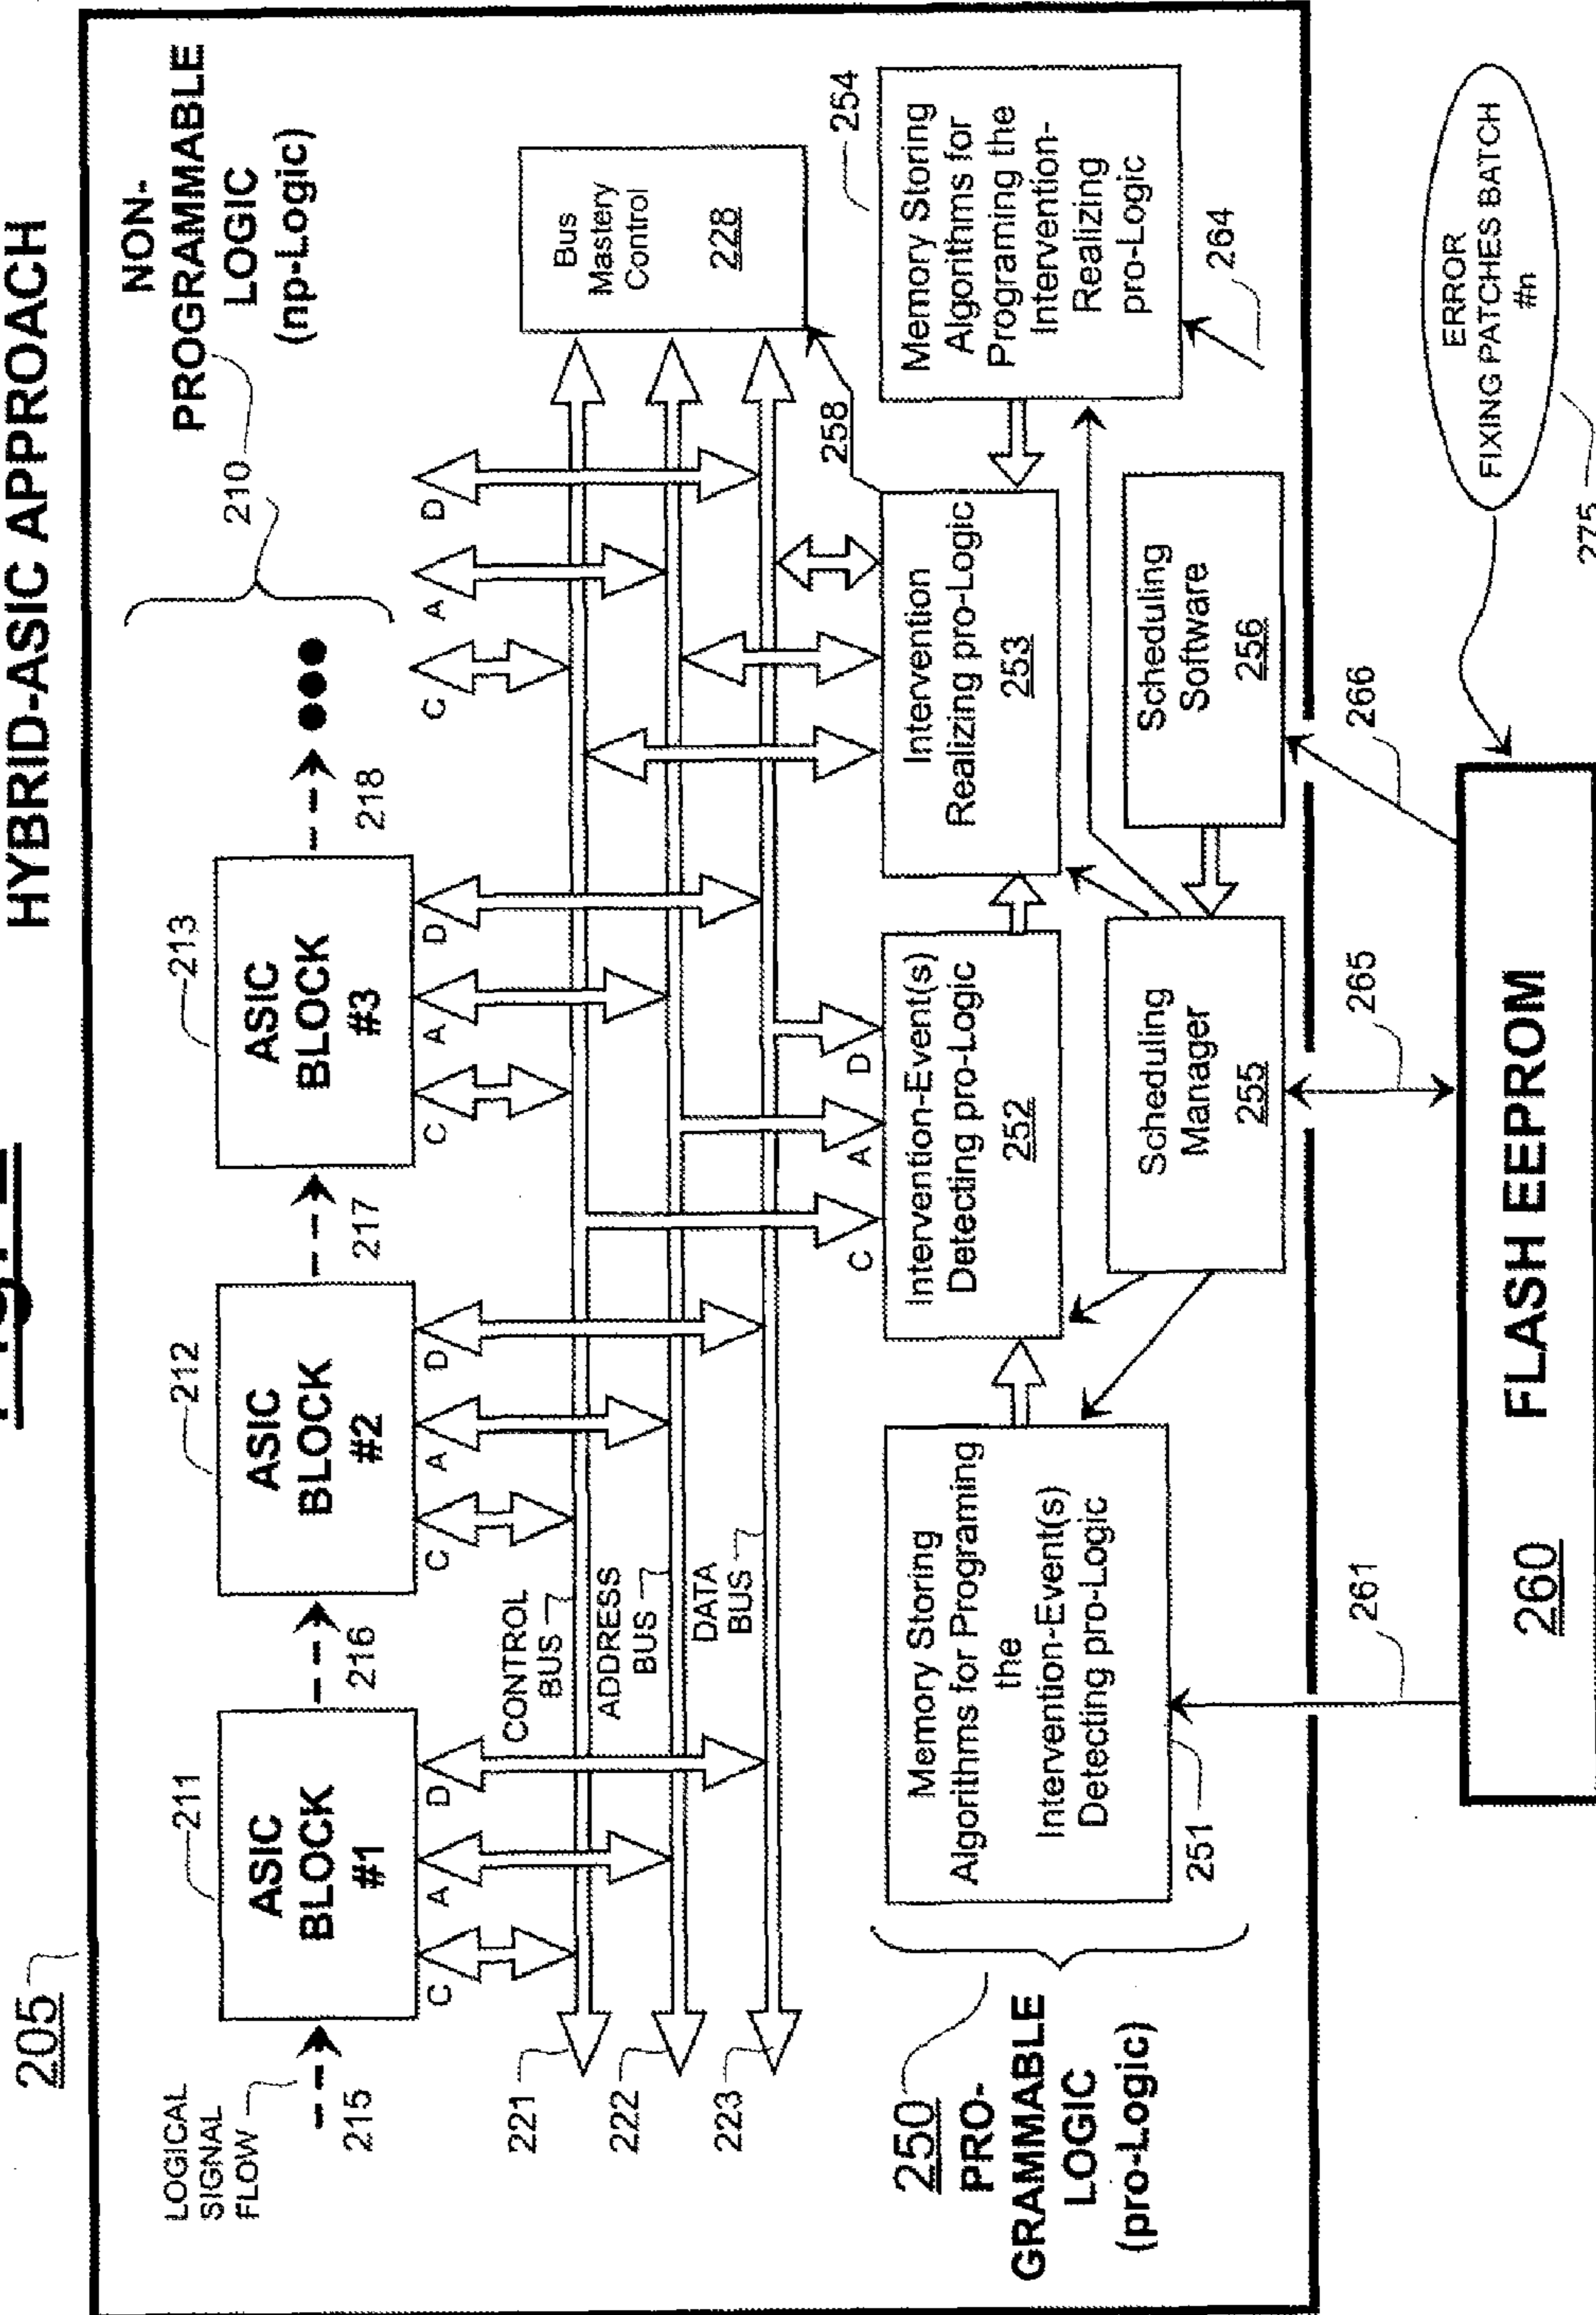 HYBRID-ASIC APPROACH
205
NON-
PROGRAMMABLE
LOGIC
(np-Logic)
210
LOGICAL
SIGNAL
FLOW
215
211
ASIC
BLOCK
#1
216
212
ASIC
BLOCK
#2
217
213
ASIC
BLOCK
#3
218
C A D
C A D
C A D
C A D
CONTROL
BUS
ADDRESS
BUS
DATA
BUS
221
222
223
Bus
Mastery
Control
228
C A D
258
250
PRO-
GRAMMABLE
LOGIC
(pro-Logic)
Memory Storing
Algorithms for Programing
the
Intervention-Event(s)
Detecting pro-Logic
251
Intervention-Event(s)
Detecting pro-Logic
252
Intervention
Realizing pro-Logic
253
Memory Storing
Algorithms for
Programing the
Intervention-
Realizing
pro-Logic
254
264
Scheduling
Manager
255
Scheduling
Software
256
261
265
266
260 FLASH EEPROM
ERROR
FIXING PATCHES BATCH
#n
275